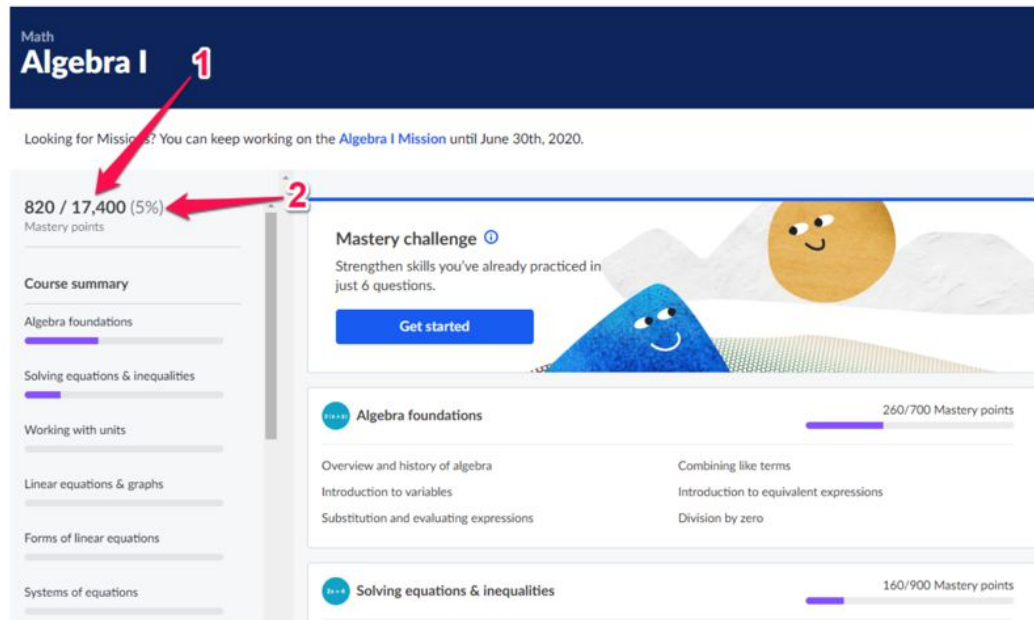 Math
Algebra I
1
Looking for Missions? You can keep working on the Algebra I Mission until June 30th, 2020.
820 / 17,400 (5%)
2
Mastery points
Course summary
Algebra foundations
Solving equations & inequalities
Working with units
Linear equations & graphs
Forms of linear equations
Systems of equations
Mastery challenge
Strengthen skills you've already practiced in
just 6 questions.
Get started
Algebra foundations
260/700 Mastery points
Overview and history of algebra
Combining like terms
Introduction to variables
Introduction to equivalent expressions
Substitution and evaluating expressions
Division by zero
Solving equations & inequalities
160/900 Mastery points